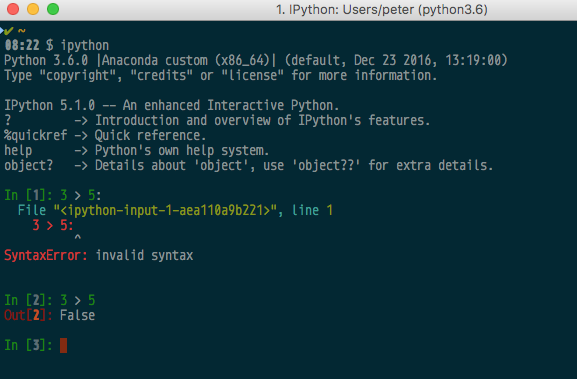 1. IPython: Users/peter (python3.6)
✔ ~
08:22 $ ipython
Python 3.6.0 |Anaconda custom (x86_64)| (default, Dec 23 2016, 13:19:00)
Type "copyright", "credits" or "license" for more information.
IPython 5.1.0 -- An enhanced Interactive Python.
?         -> Introduction and overview of IPython's features.
%quickref -> Quick reference.
help      -> Python's own help system.
object?   -> Details about 'object', use 'object??' for extra details.
In [1]: 3 > 5:
  File "<ipython-input-1-aea110a9b221>", line 1
    3 > 5:
         ^
SyntaxError: invalid syntax
In [2]: 3 > 5
Out[2]: False
In [3]: